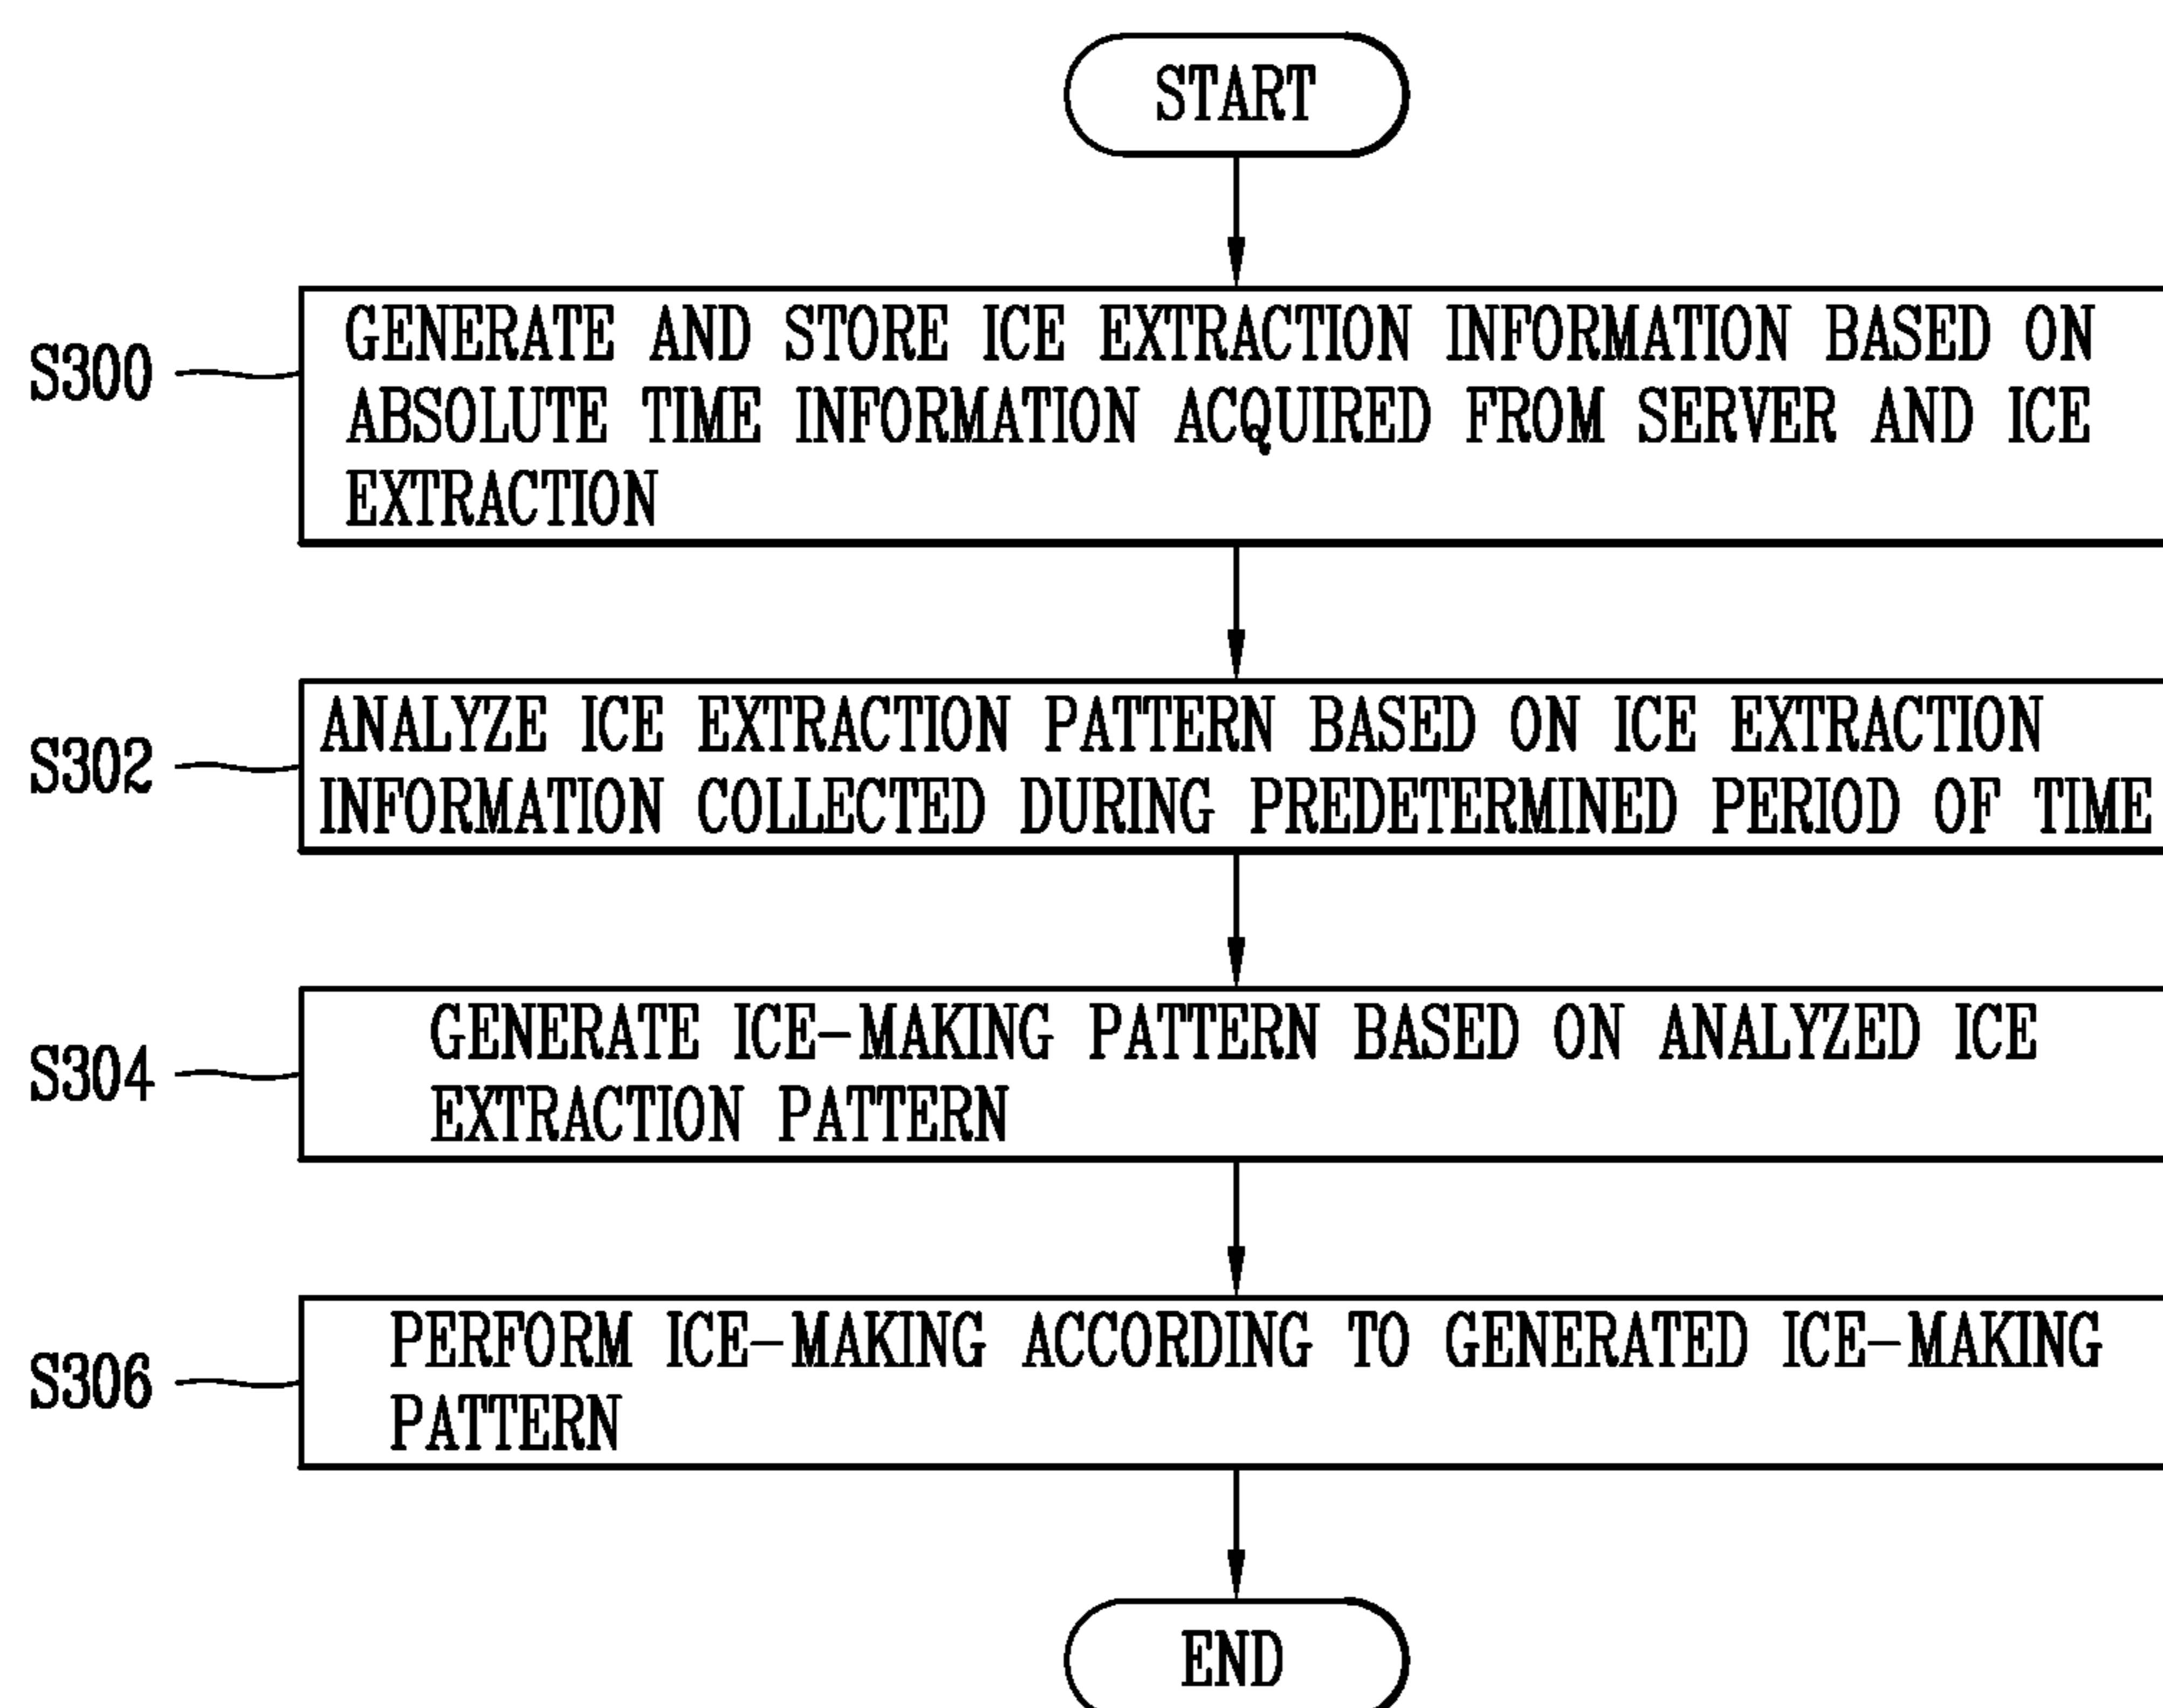 START
S300
GENERATE AND STORE ICE EXTRACTION INFORMATION BASED ON
ABSOLUTE TIME INFORMATION ACQUIRED FROM SERVER AND ICE
EXTRACTION
S302
ANALYZE ICE EXTRACTION PATTERN BASED ON ICE EXTRACTION
INFORMATION COLLECTED DURING PREDETERMINED PERIOD OF TIME
S304
GENERATE ICE-MAKING PATTERN BASED ON ANALYZED ICE
EXTRACTION PATTERN
S306
PERFORM ICE-MAKING ACCORDING TO GENERATED ICE-MAKING
PATTERN
END